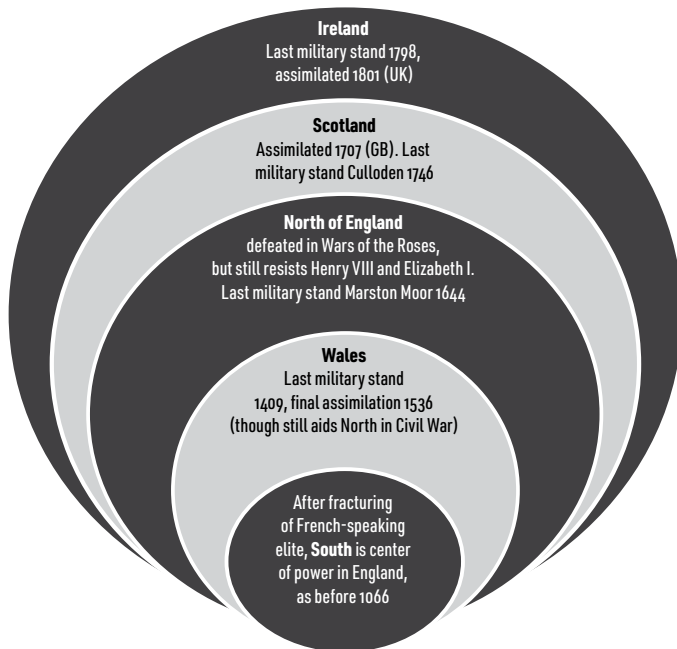 Ireland
Last military stand 1798,
assimilated 1801 (UK)
Scotland
Assimilated 1707 (GB). Last
military stand Culloden 1746
North of England
defeated in Wars of the Roses,
but still resists Henry VIII and Elizabeth I.
Last military stand Marston Moor 1644
Wales
Last military stand
1409, final assimilation 1536
(though still aids North in Civil War)
After fracturing
of French-speaking
elite, South is center
of power in England,
as before 1066